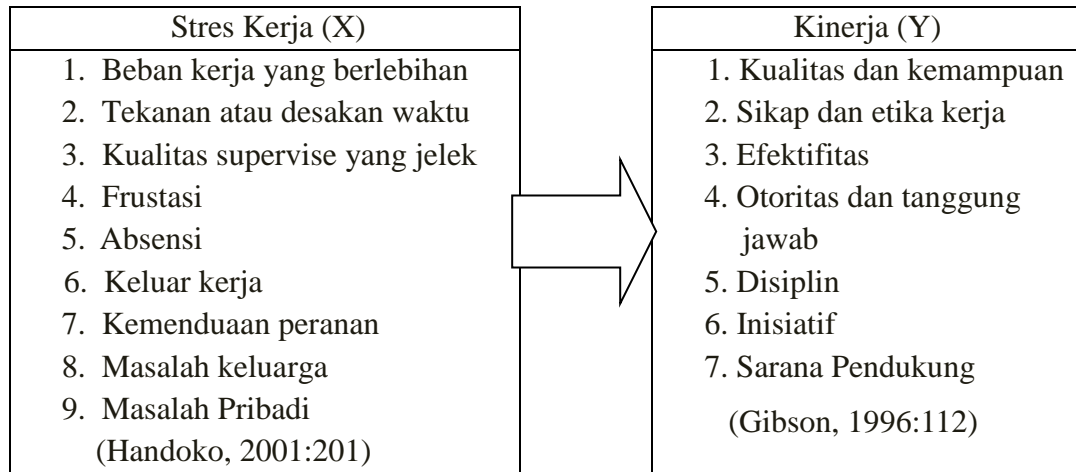 Stres Kerja (X)
1. Beban kerja yang berlebihan
2. Tekanan atau desakan waktu
3. Kualitas supervise yang jelek
4. Frustasi
5. Absensi
6. Keluar kerja
7. Kemenduaan peranan
8. Masalah keluarga
9. Masalah Pribadi
(Handoko, 2001:201)
Kinerja (Y)
1. Kualitas dan kemampuan
2. Sikap dan etika kerja
3. Efektifitas
4. Otoritas dan tanggung
jawab
5. Disiplin
6. Inisiatif
7. Sarana Pendukung
(Gibson, 1996:112)